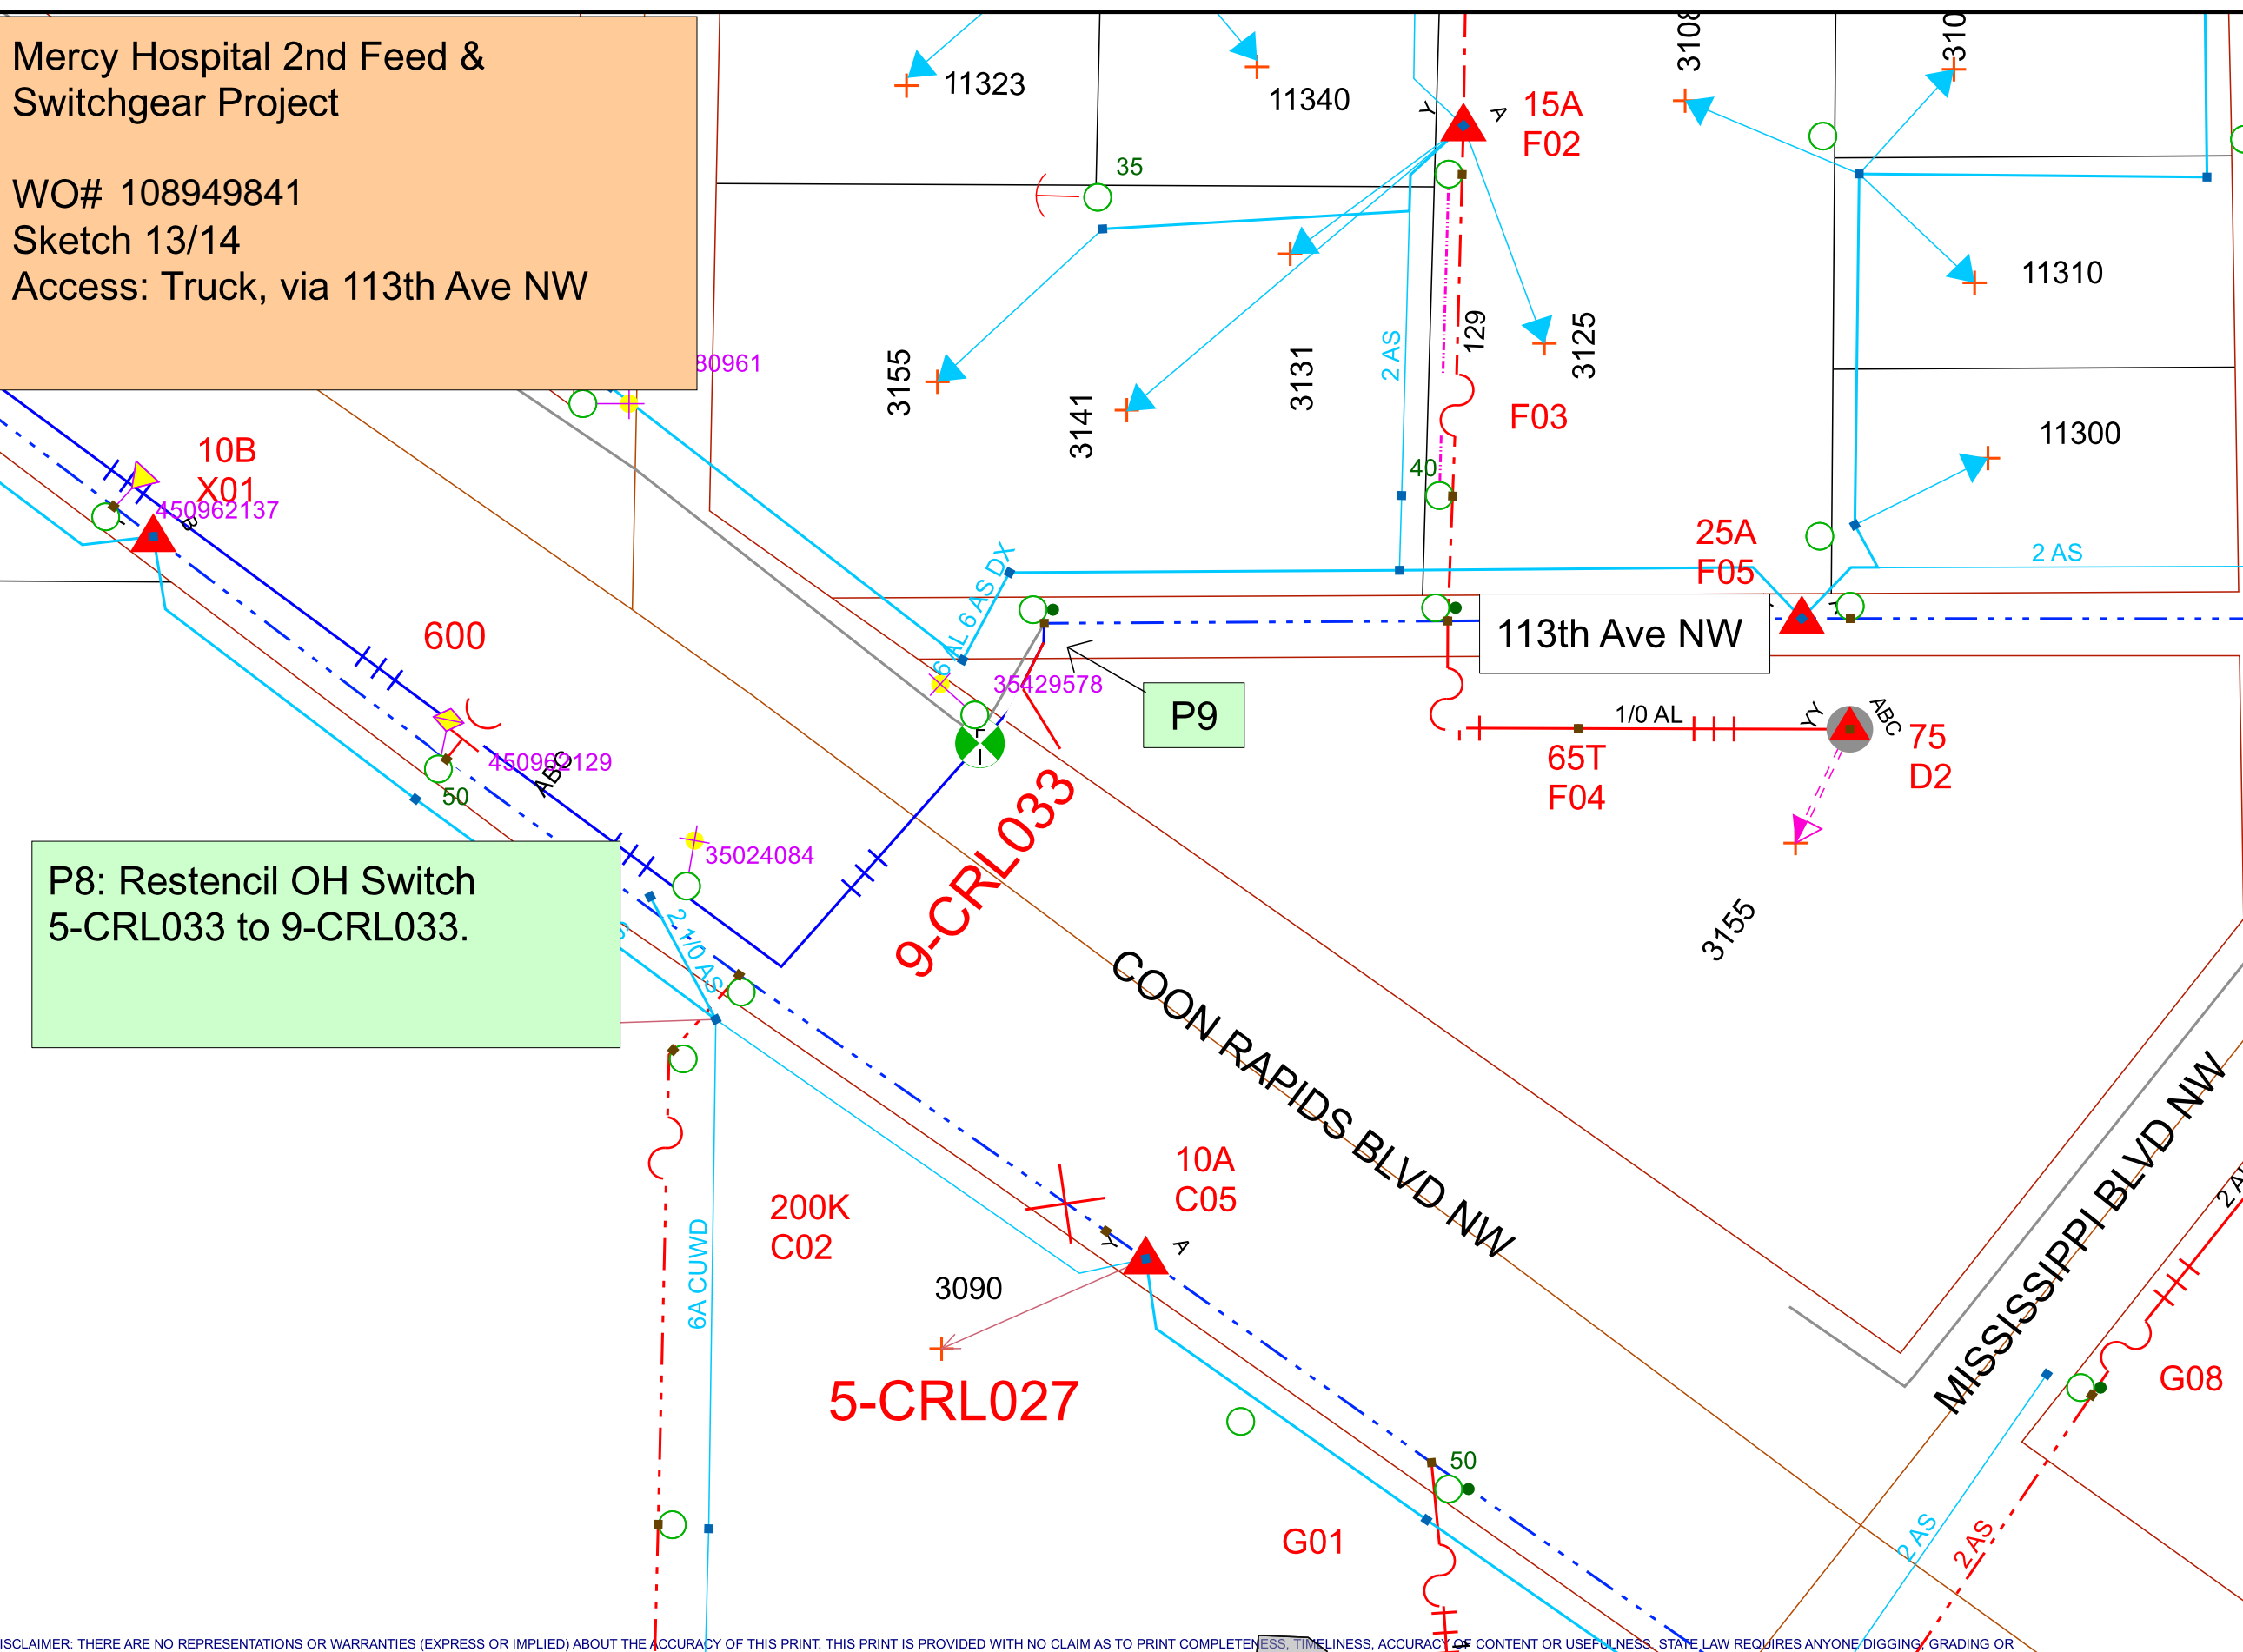 Mercy Hospital 2nd Feed &
Switchgear Project
WO# 108949841
Sketch 13/14
Access: Truck, via 113th Ave NW
11323
11340
15A
F02
Y
A
35
11310
3155
3141
3131
2 AS
129
3125
F03
11300
80961
10B
X01
450962137
B
40
25A
F05
2 AS
6 AL 6 AS DX
600
113th Ave NW
35429578
P9
1/0 AL
YY
ABC
75
D2
65T
F04
450962129
ABC
50
35024084
9-CRL033
P8: Restencil OH Switch
5-CRL033 to 9-CRL033.
2 1/0 AS
3155
COON RAPIDS BLVD NW
MISSISSIPPI BLVD NW
10A
C05
Y
A
200K
C02
6A CUWD
3090
5-CRL027
G08
50
G01
2 AS
2 AS
ISCLAIMER: THERE ARE NO REPRESENTATIONS OR WARRANTIES (EXPRESS OR IMPLIED) ABOUT THE ACCURACY OF THIS PRINT. THIS PRINT IS PROVIDED WITH NO CLAIM AS TO PRINT COMPLETENESS, TIMELINESS, ACCURACY OF CONTENT OR USEFULNESS. STATE LAW REQUIRES ANYONE DIGGING, GRADING OR